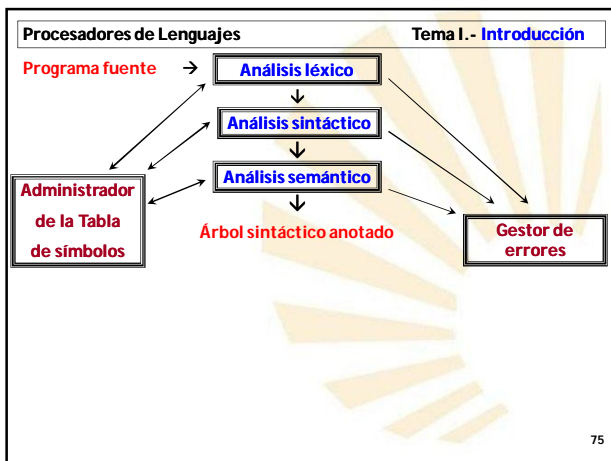 Procesadores de Lenguajes Tema I.- Introducción
Programa fuente → Análisis léxico
Análisis sintáctico
Análisis semántico
Administrador
de la Tabla
de símbolos
Árbol sintáctico anotado
Gestor de
errores
75